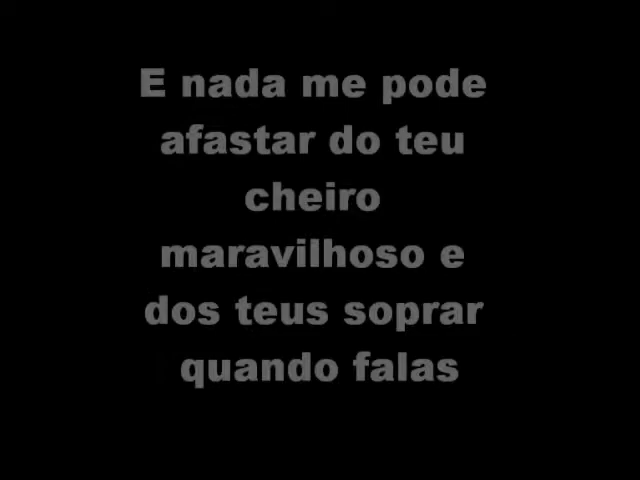 E nada me pode
afastar do teu
cheiro
maravilhoso e
dos teus soprar
quando falas